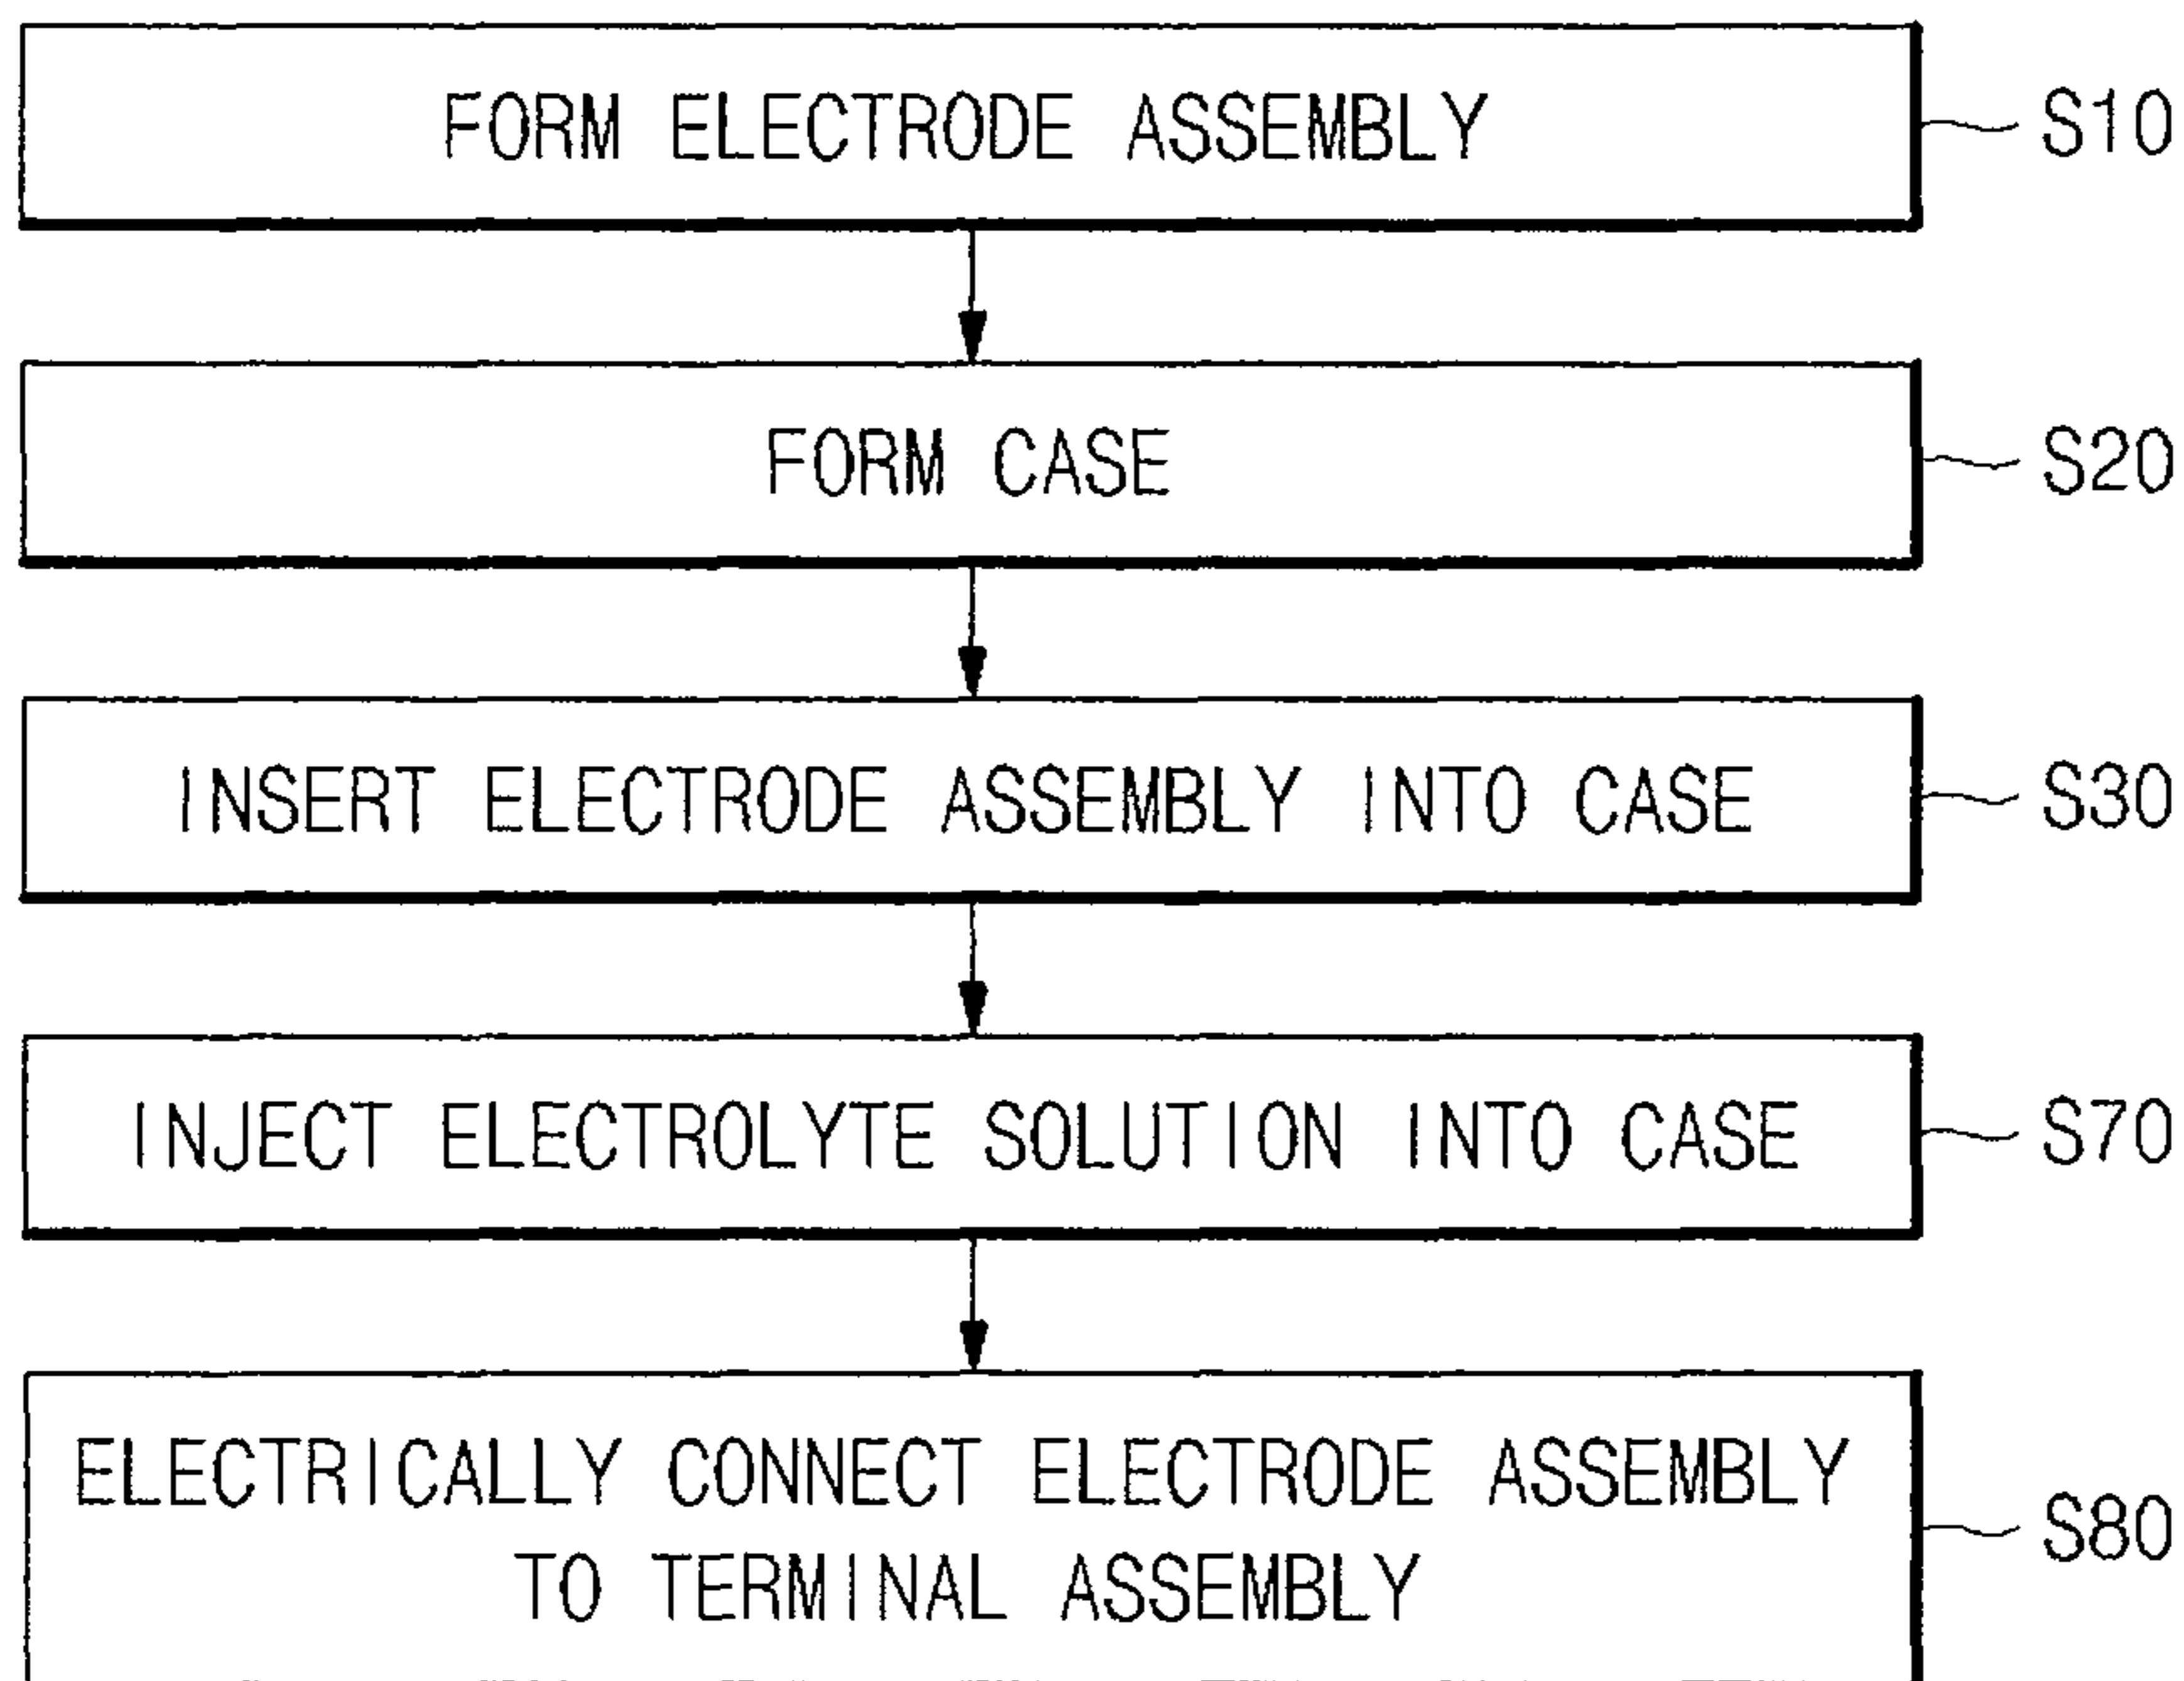 FORM ELECTRODE ASSEMBLY
S10
FORM CASE
S20
INSERT ELECTRODE ASSEMBLY INTO CASE
S30
INJECT ELECTROLYTE SOLUTION INTO CASE
S70
ELECTRICALLY CONNECT ELECTRODE ASSEMBLY
TO TERMINAL ASSEMBLY
S80